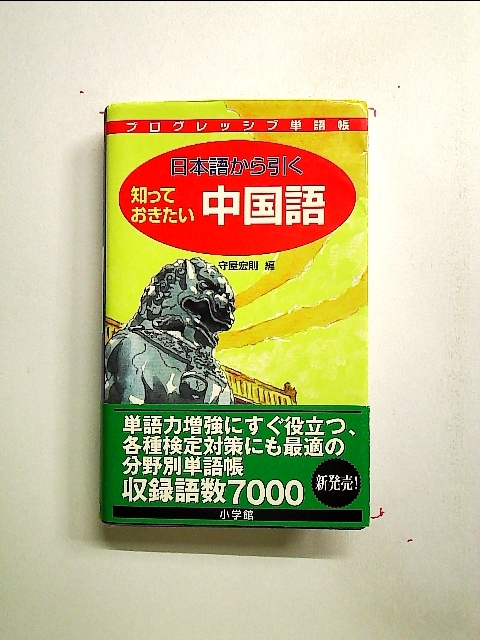 プログレッシブ単語帳
日本語から引く
知って
おきたい
中国語
守屋宏則 編
単語力増強にすぐ役立つ、
各種検定対策にも最適の
分野別単語帳
収録語数7000
新発売!
小学館